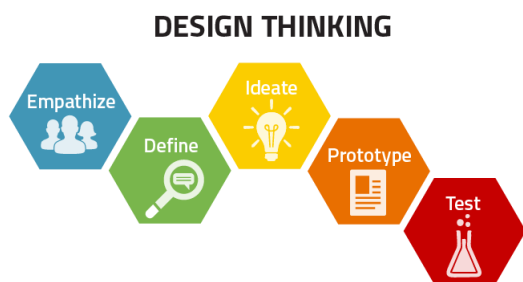 DESIGN THINKING
Empathize
Define
Ideate
Prototype
Test